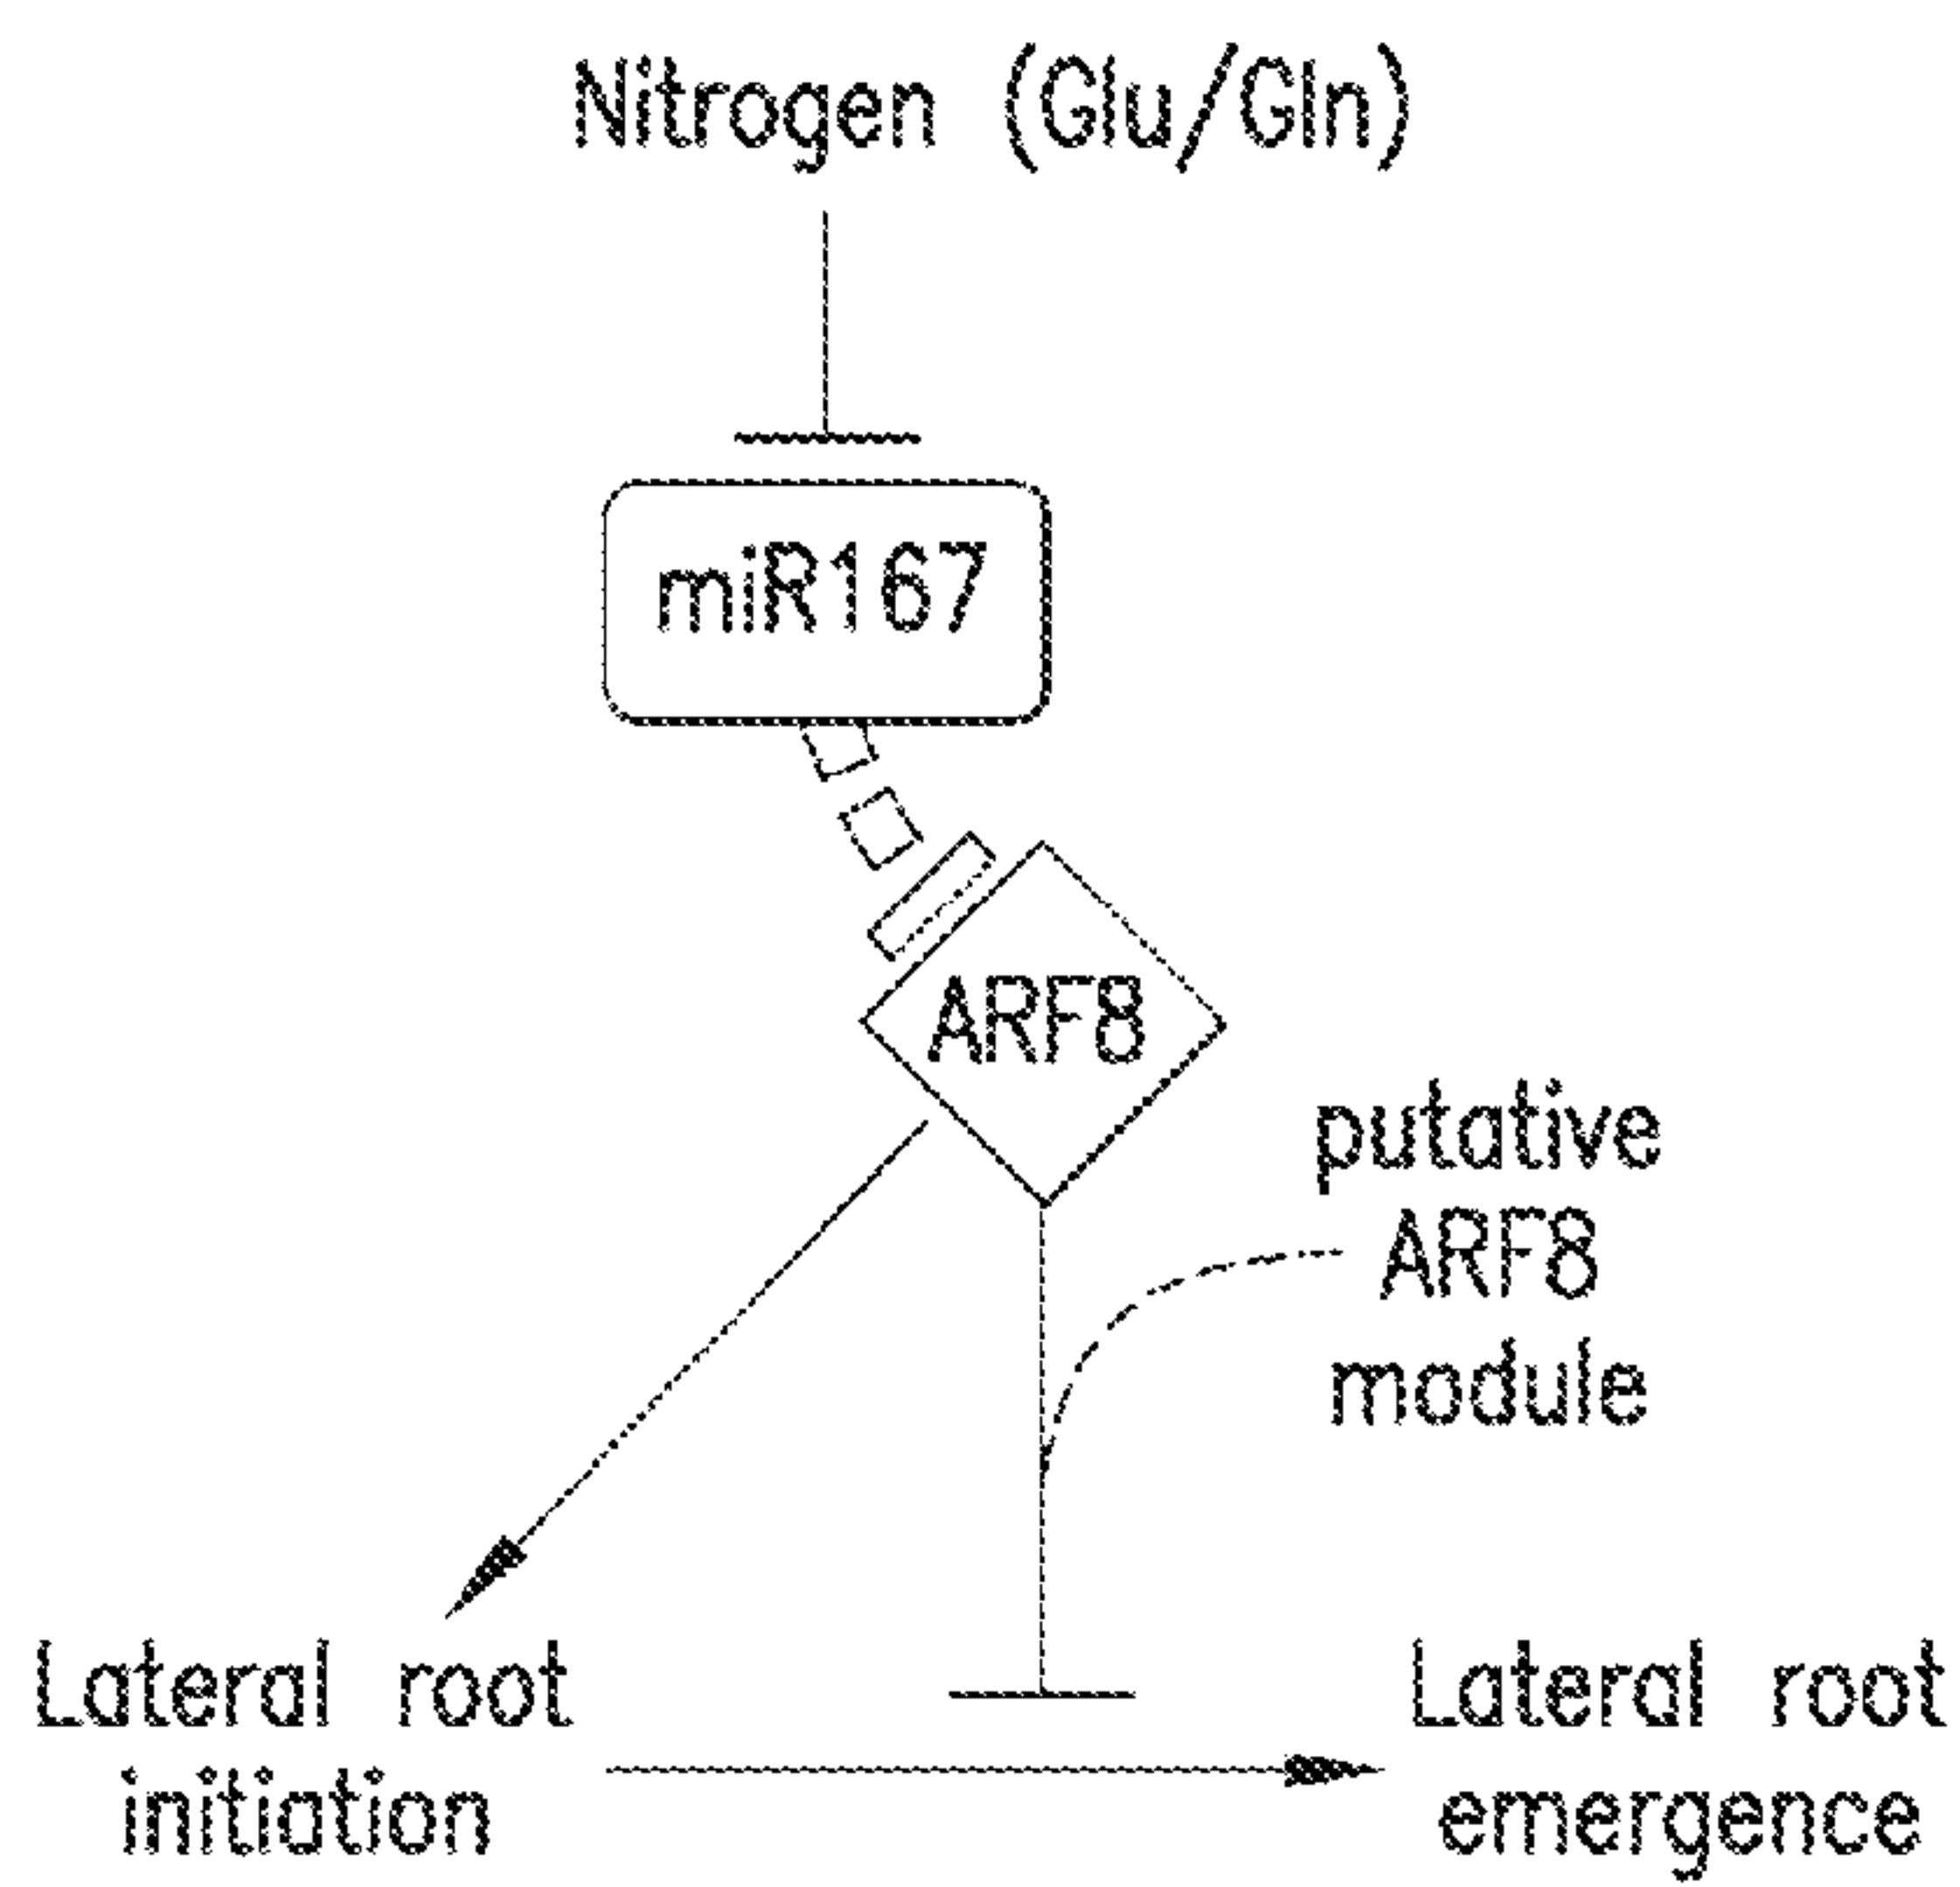 Nitrogen (Glu/Gln)
miR167
ARF8
putative
ARF8
module
Lateral root
initiation
Lateral root
emergence